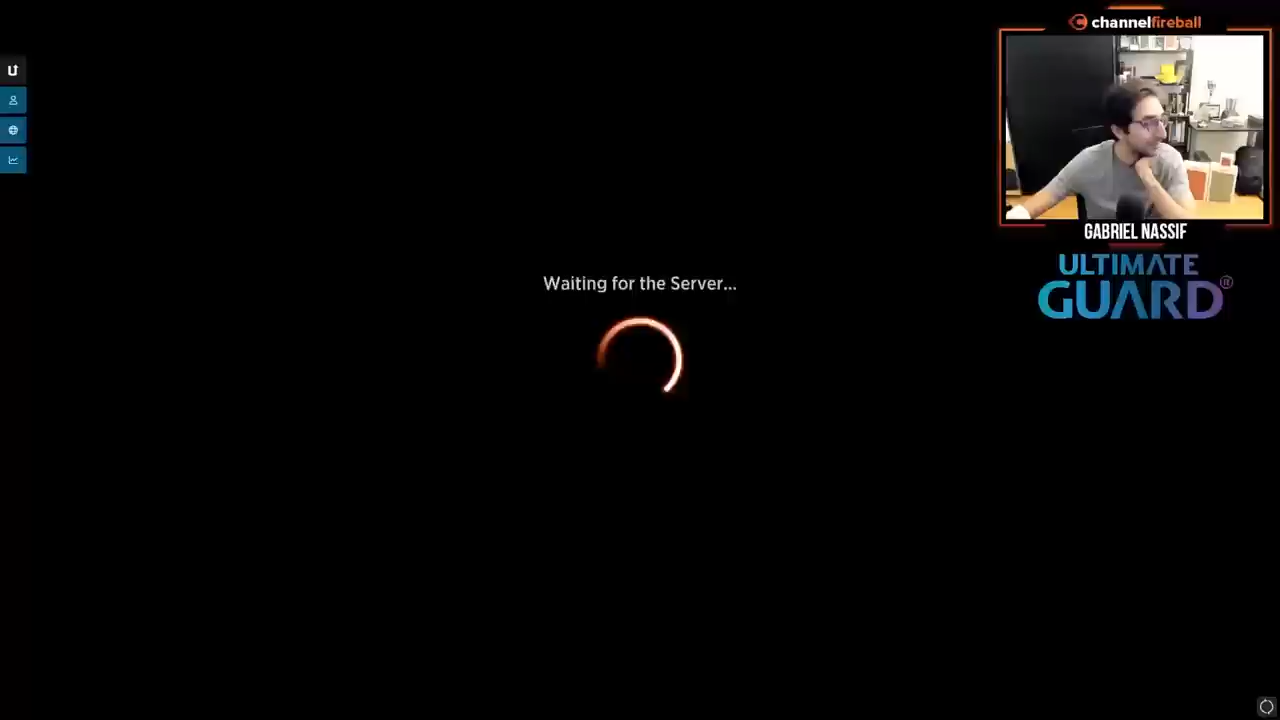 channelfireball
GABRIEL NASSIF
ULTIMATE
GUARD®
Waiting for the Server...